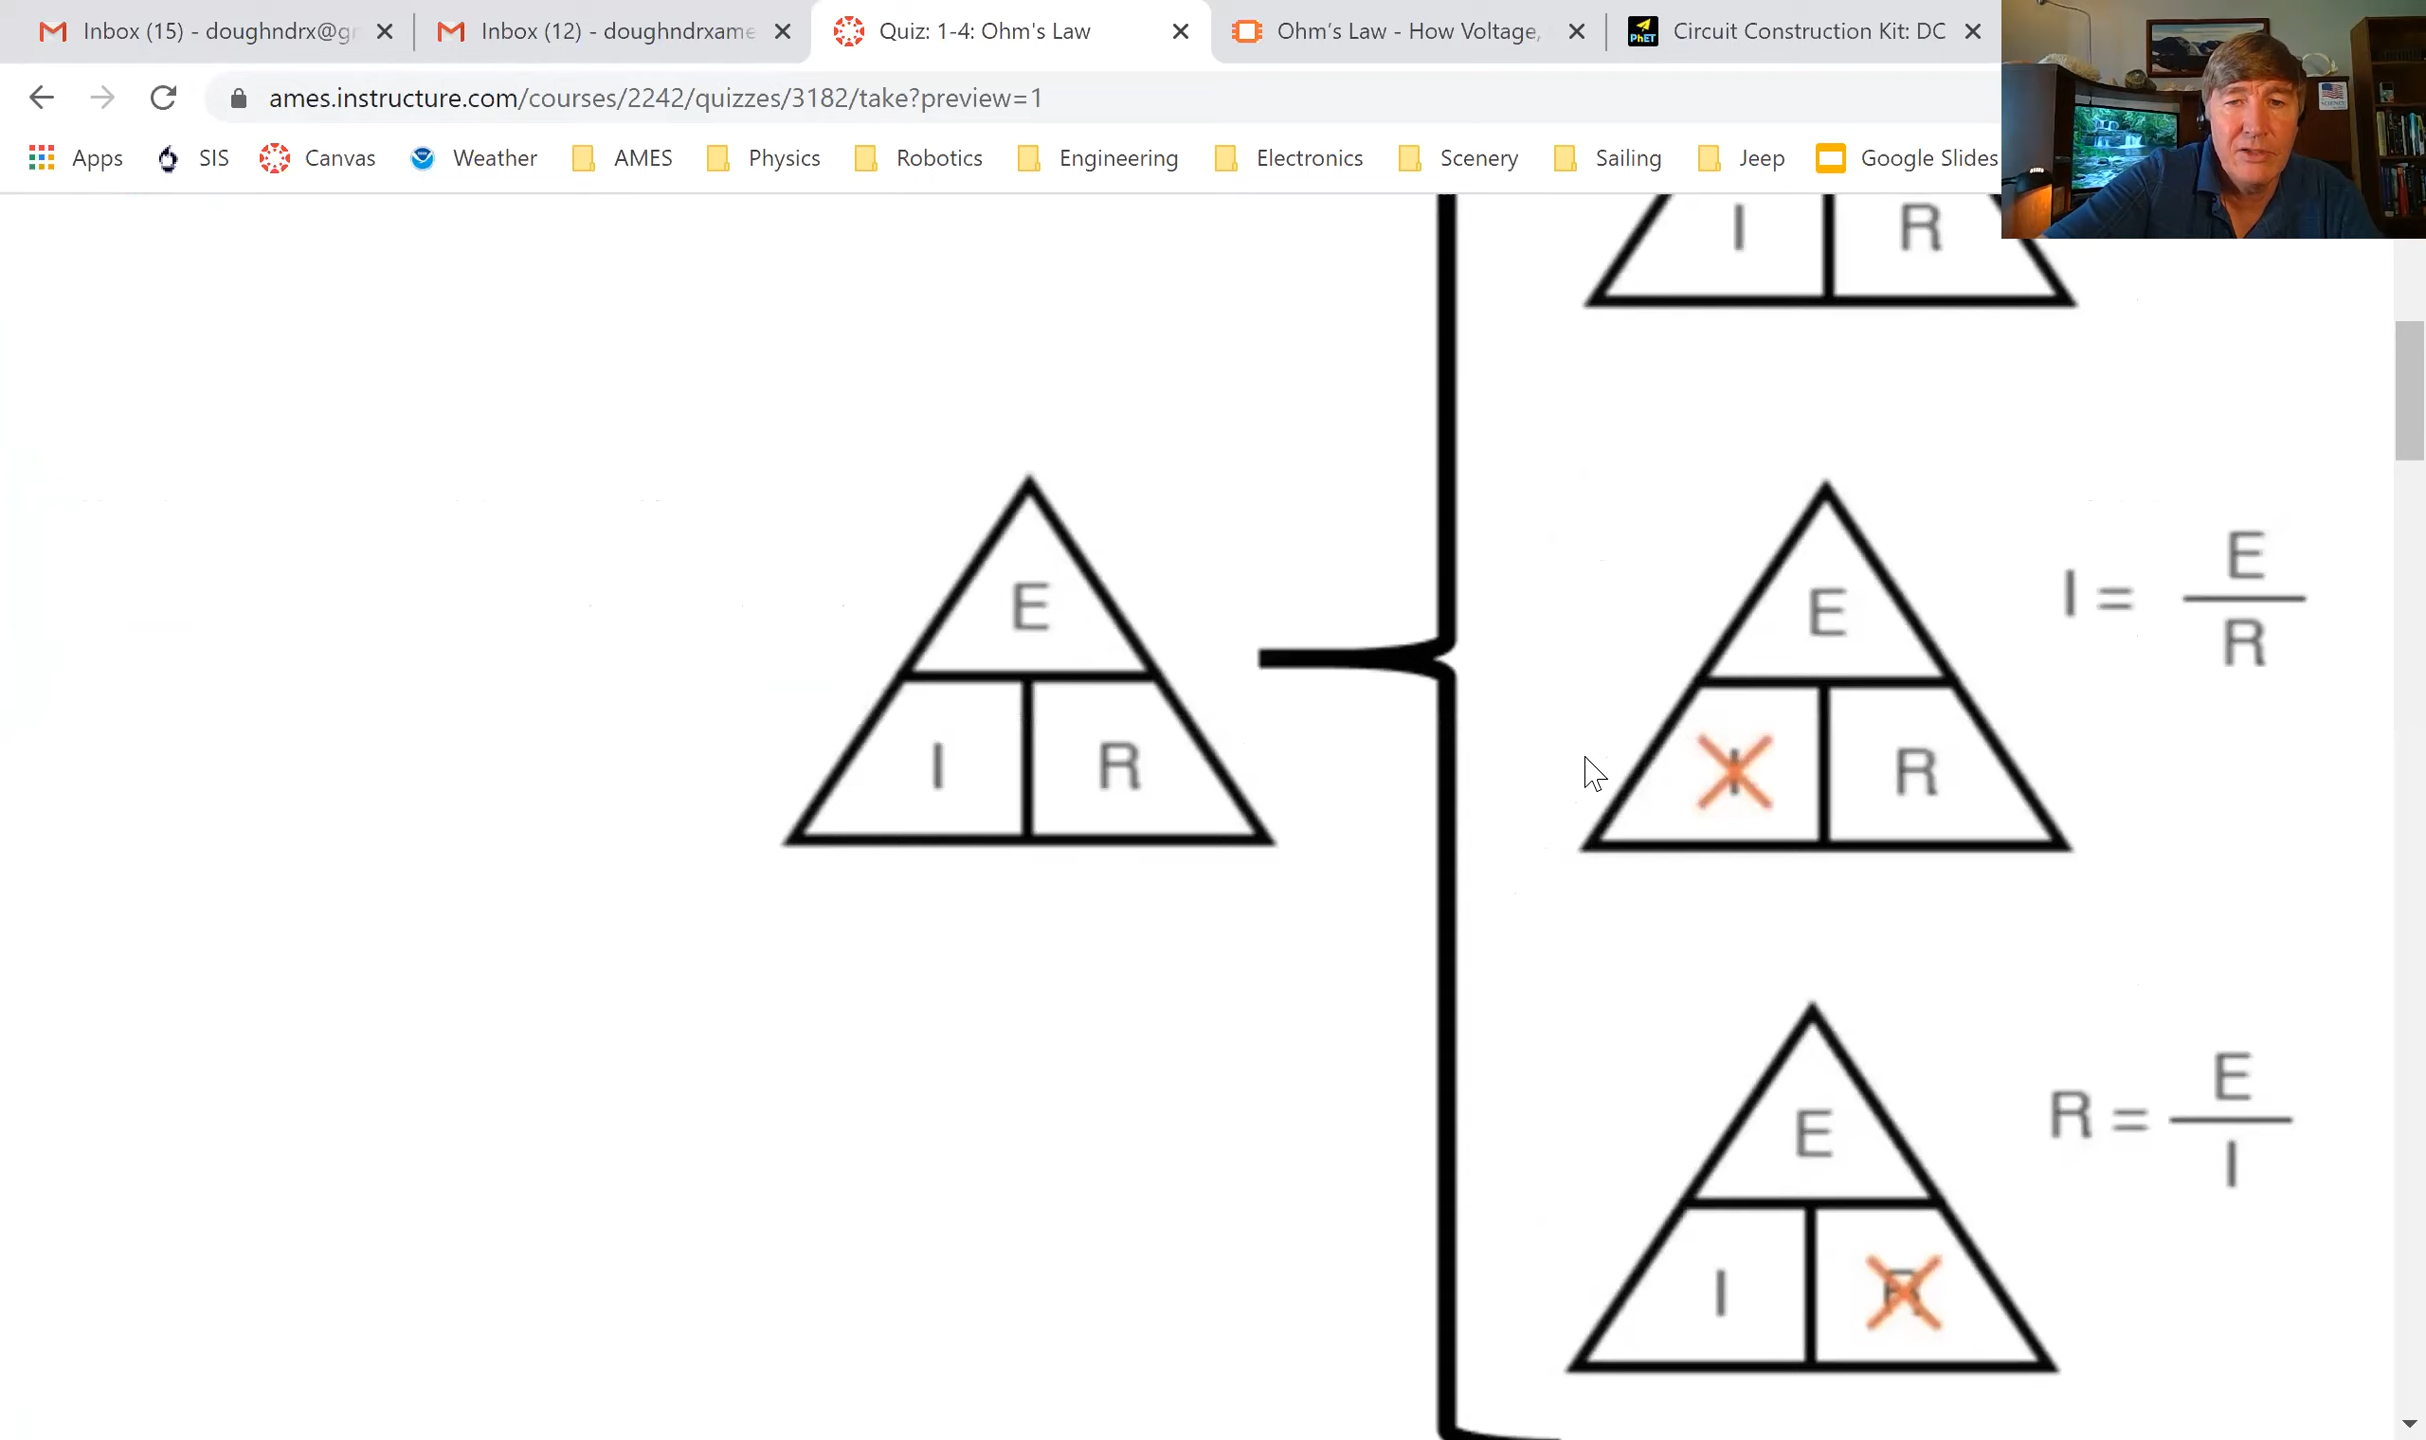 Inbox (15) - doughndrx@gr
Inbox (12) - doughndrxame
Quiz: 1-4: Ohm's Law
Ohm's Law - How Voltage,
PhET
Circuit Construction Kit: DC
ames.instructure.com/courses/2242/quizzes/3182/take?preview=1
Apps
SIS
Canvas
Weather
AMES
Physics
Robotics
Engineering
Electronics
Scenery
Sailing
Jeep
Google Slides
I R
E
I R
E
I R
I = E
R
E
I R
R = E
I